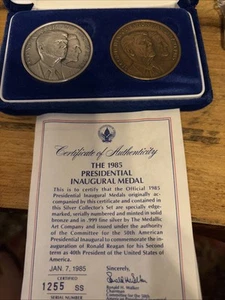 Certificate of Authenticity
THE 1985
PRESIDENTIAL
INAUGURAL MEDAL
This is to certify that the Official 1985
Presidential Inaugural Medals originally ac-
companied by this certificate and contained in
this Silver Collector's Set are specially edge-
marked, serially numbered and minted in solid
bronze and in .999 fine silver by The Medallic
Art Company and issued under the authority
of the Committee for the 50th American
Presidential Inaugural to commemorate the in-
auguration of Ronald Reagan for his second
term as 40th President of the United States of
America.
JAN 7, 1985
Sincerely,
CERTIFIED
1255 SS
SERIAL NUMBER
Ronald H. Walker
Chairman